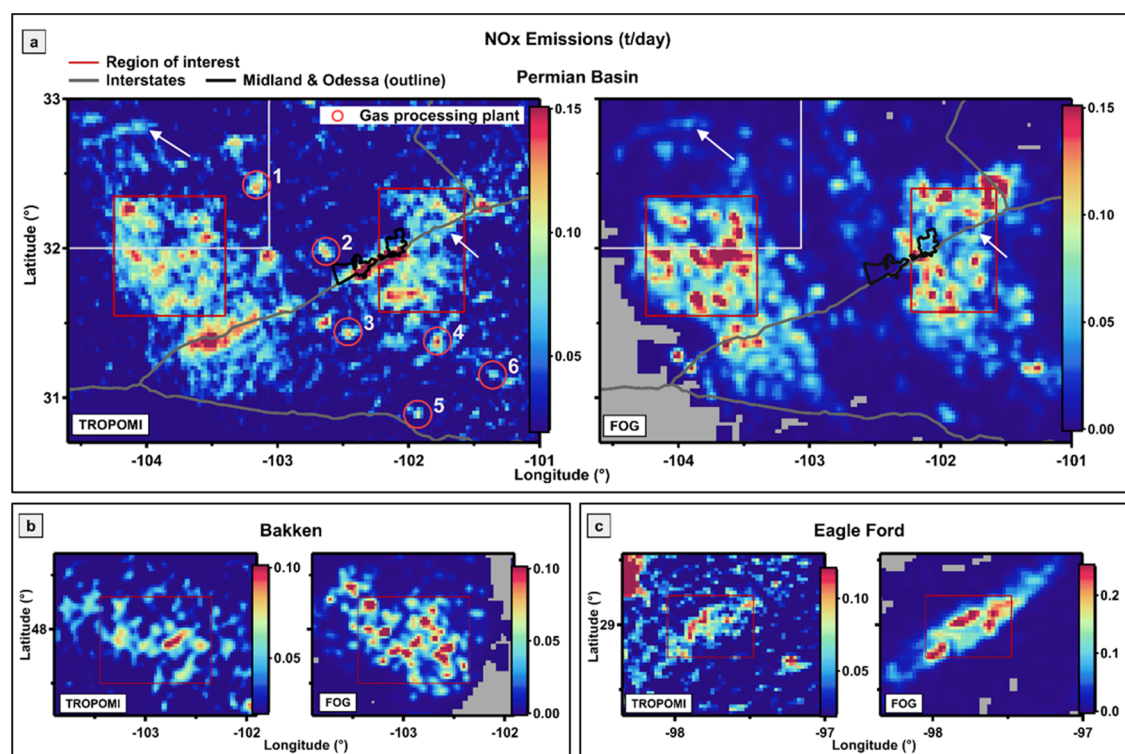 a
NOx Emissions (t/day)
Region of interest
Interstates
Midland & Odessa (outline)
Permian Basin
Gas processing plant
33
32
31
Latitude (°)
1
2
3
4
6
5
TROPOMI
0.15
0.10
0.05
FOG
0.15
0.10
0.05
0.00
-104
-103
-102
-101
-104
-103
-102
-101
Longitude (°)
b
Bakken
Latitude (°)
48
TROPOMI
0.10
0.05
FOG
0.10
0.05
0.00
-103
-102
-103
-102
Longitude (°)
c
Eagle Ford
Latitude (°)
29
TROPOMI
0.10
0.05
FOG
0.2
0.1
0.0
-98
-97
-98
-97
Longitude (°)